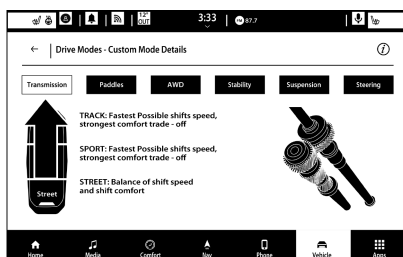 12°
OUT
3:33
FM 87.7
Drive Modes - Custom Mode Details
Transmission
Paddles
AWD
Stability
Suspension
Steering
TRACK: Fastest Possible shifts speed,
strongest comfort trade - off
SPORT: Fastest Possible shifts speed,
strongest comfort trade - off
STREET: Balance of shift speed
and shift comfort
Street
Home
Media
Comfort
Nav
Phone
Vehicle
Apps